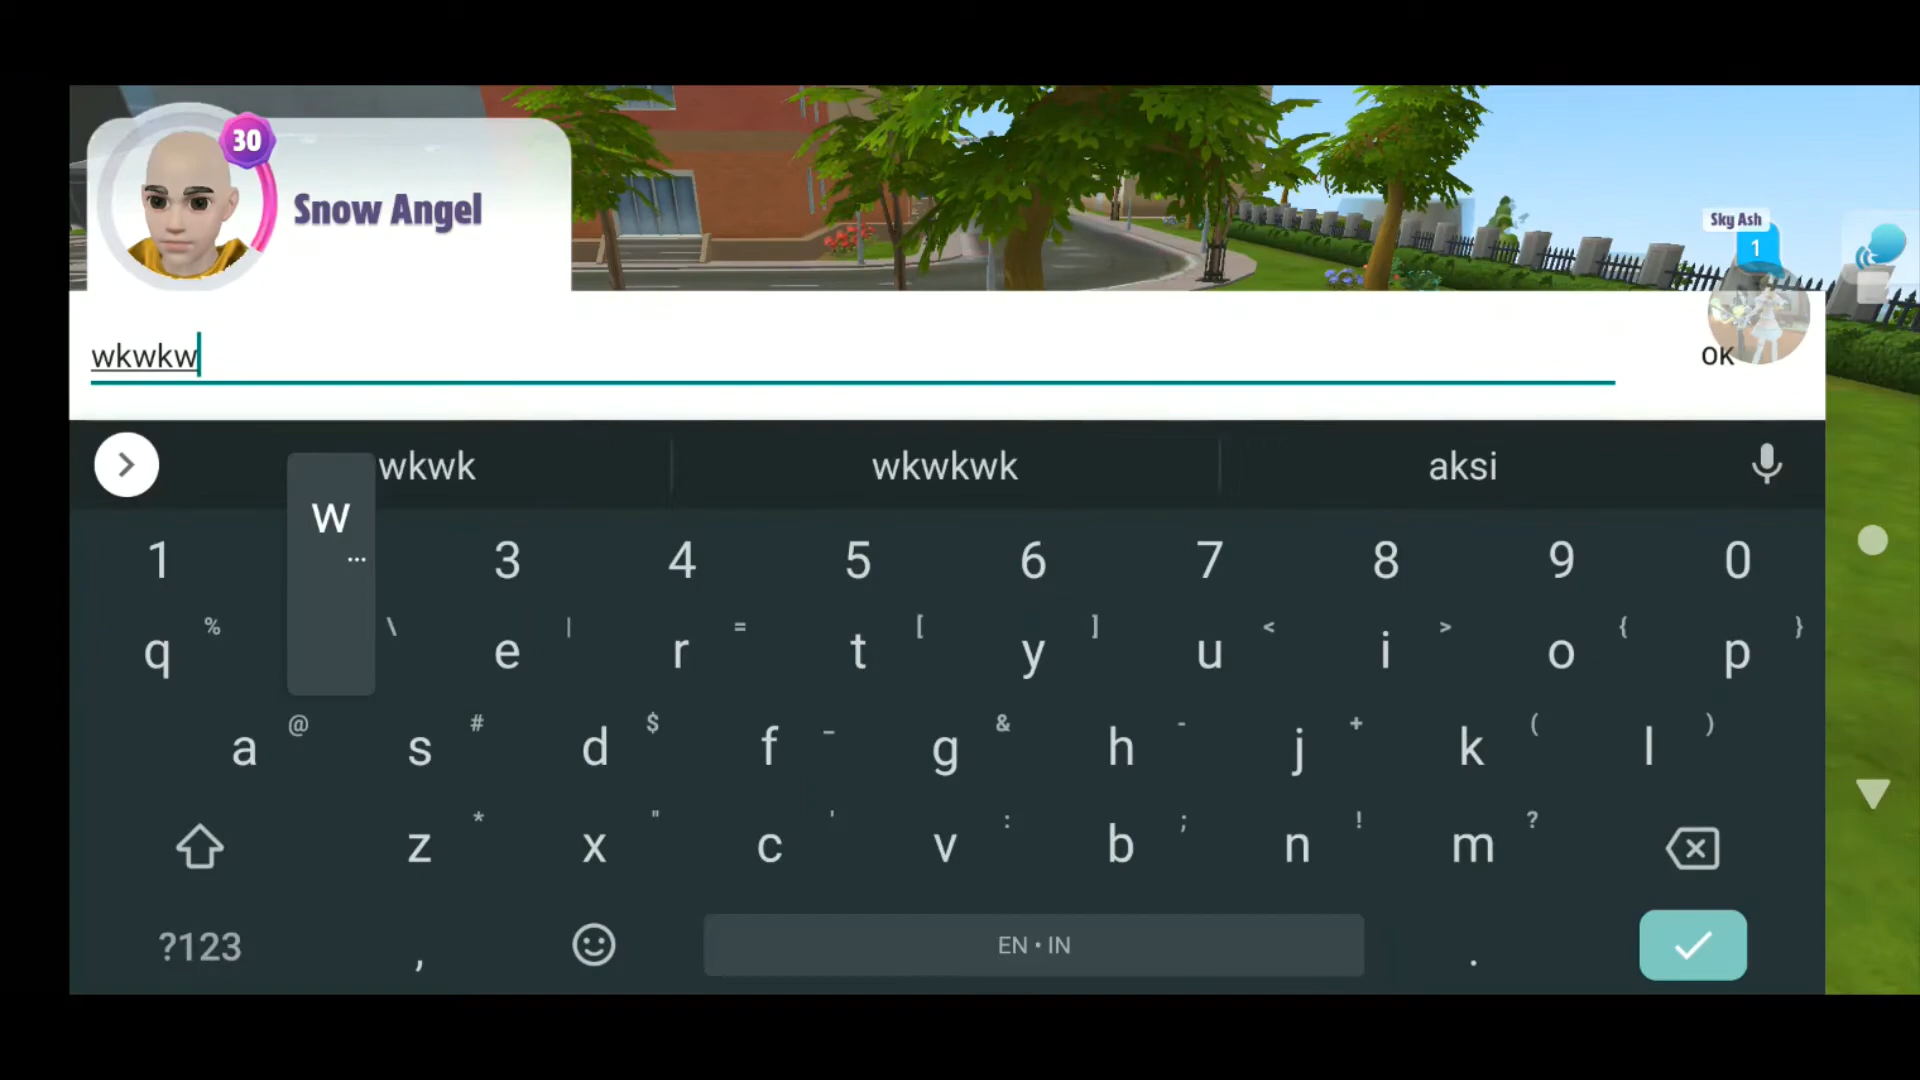 30
Snow Angel
Sky Ash
1
wkwkw
OK
wkwk wkwkwk aksi
w
...
1 3 4 5 6 7 8 9 0
% \ | = [ ] < > { }
q e r t y u i o p
@ # $ _ & - + ( )
a s d f g h j k l
* " ' : ; ! ?
z x c v b n m
?123 , EN • IN .